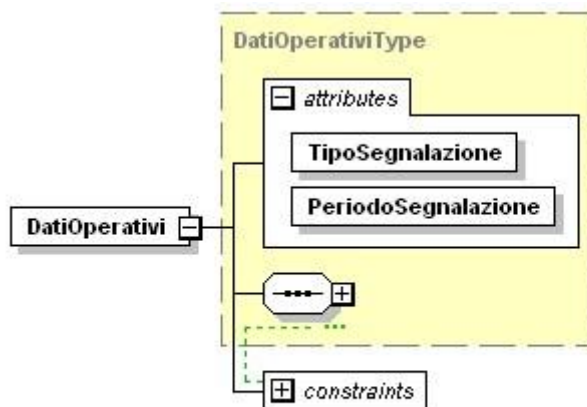 DatiOperativiType
attributes
TipoSegnalazione
PeriodoSegnalazione
DatiOperativi
constraints